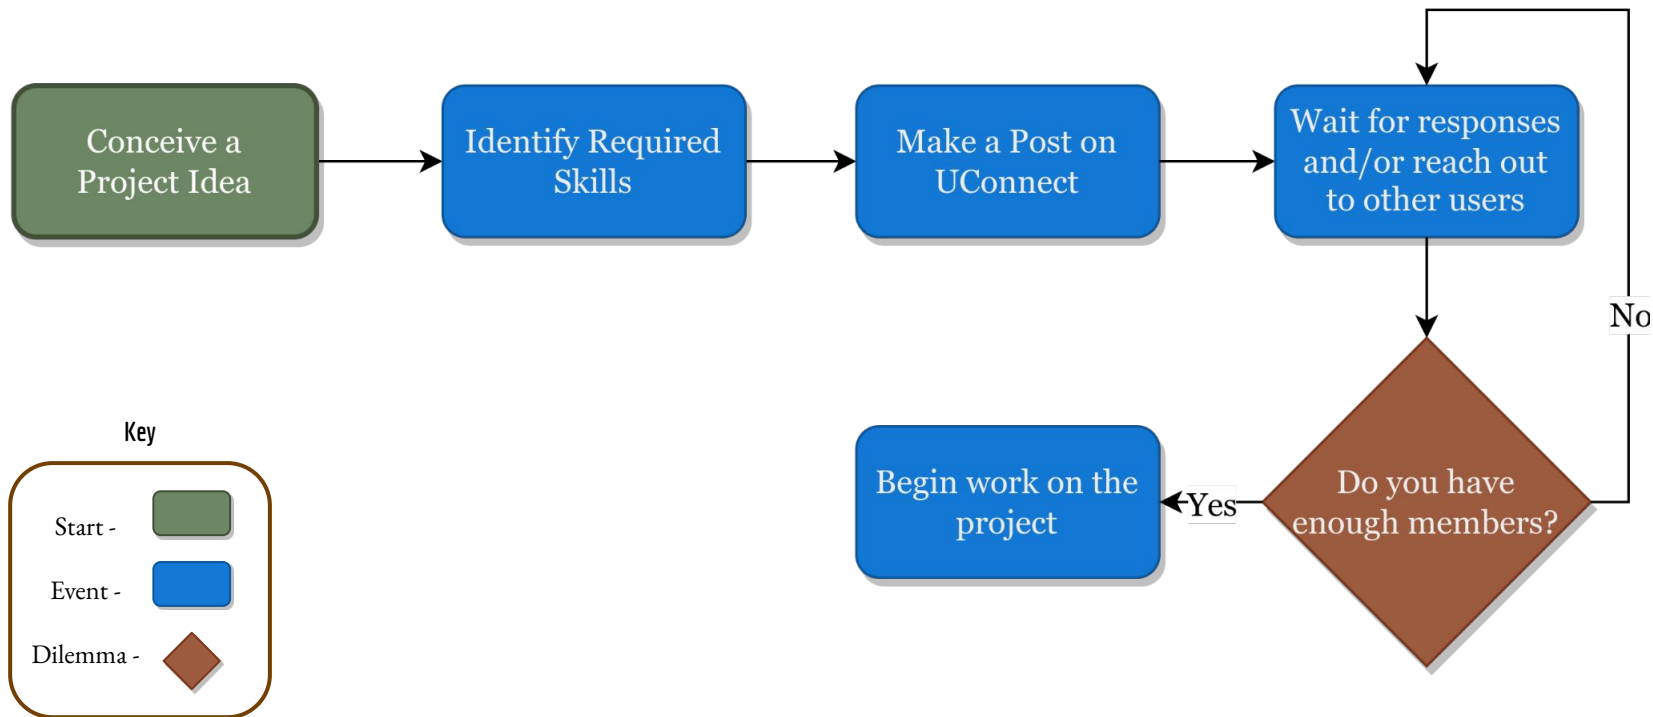 Conceive a
Project Idea
Identify Required
Skills
Make a Post on
UConnect
Wait for responses
and/or reach out
to other users
No
Do you have
enough members?
Yes
Begin work on the
project
Key
Start -
Event -
Dilemma -